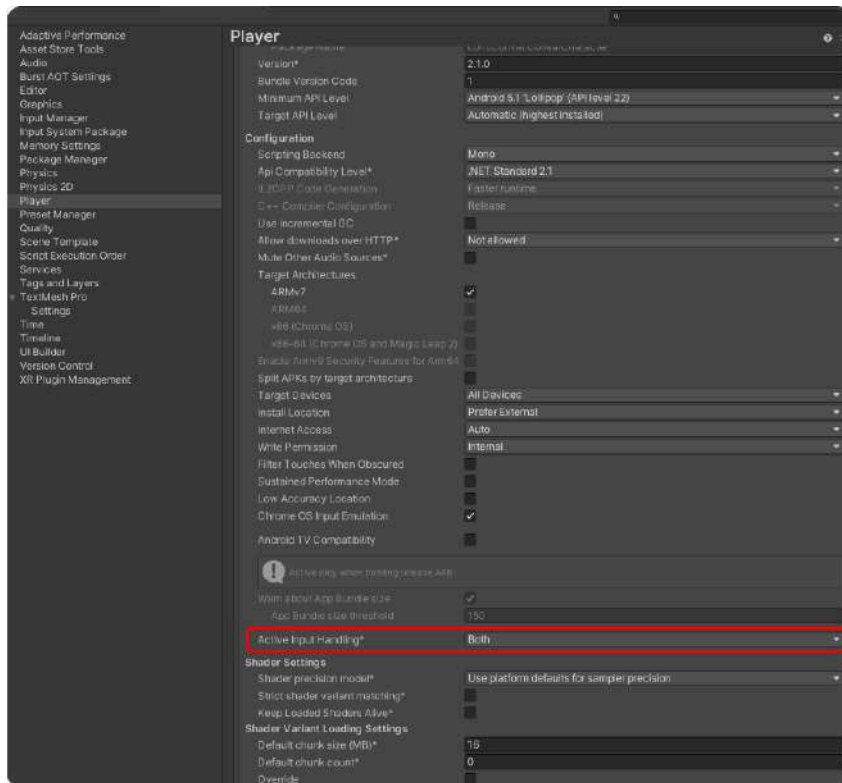 Adaptive Performance
Asset Store Tools
Audio
Burst AOT Settings
Editor
Graphics
Input Manager
Input System Package
Memory Settings
Package Manager
Physics
Physics 2D
Player
Preset Manager
Quality
Scene Template
Script Execution Order
Services
Tags and Layers
TextMesh Pro
Settings
Time
Timeline
UI Builder
Version Control
XR Plugin Management
Player
Package Name
Version* 2.1.0
Bundle Version Code 1
Minimum API Level Android 5.1 'Lollipop' (API level 22)
Target API Level Automatic (highest installed)
Configuration
Scripting Backend Mono
Api Compatibility Level* .NET Standard 2.1
IL2CPP Code Generation Faster runtime
C++ Compiler Configuration Release
Use incremental GC
Allow downloads over HTTP* Not allowed
Mute Other Audio Sources*
Target Architectures
ARMv7
ARM64
x86 (Chrome OS)
x86-64 (Chrome OS and Magic Leap 2)
Enable Armv9 Security Features for Arm64
Split APKs by target architecture
Target Devices All Devices
Install Location Prefer External
Internet Access Auto
Write Permission Internal
Filter Touches When Obscured
Sustained Performance Mode
Low Accuracy Location
Chrome OS Input Emulation
Android TV Compatibility
Warn about App Bundle size
App Bundle size threshold 150
Active Input Handling* Both
Shader Settings
Shader precision model* Use platform defaults for sampler precision
Strict shader variant matching*
Keep Loaded Shaders Alive*
Shader Variant Loading Settings
Default chunk size (MB)* 16
Default chunk count* 0
Override